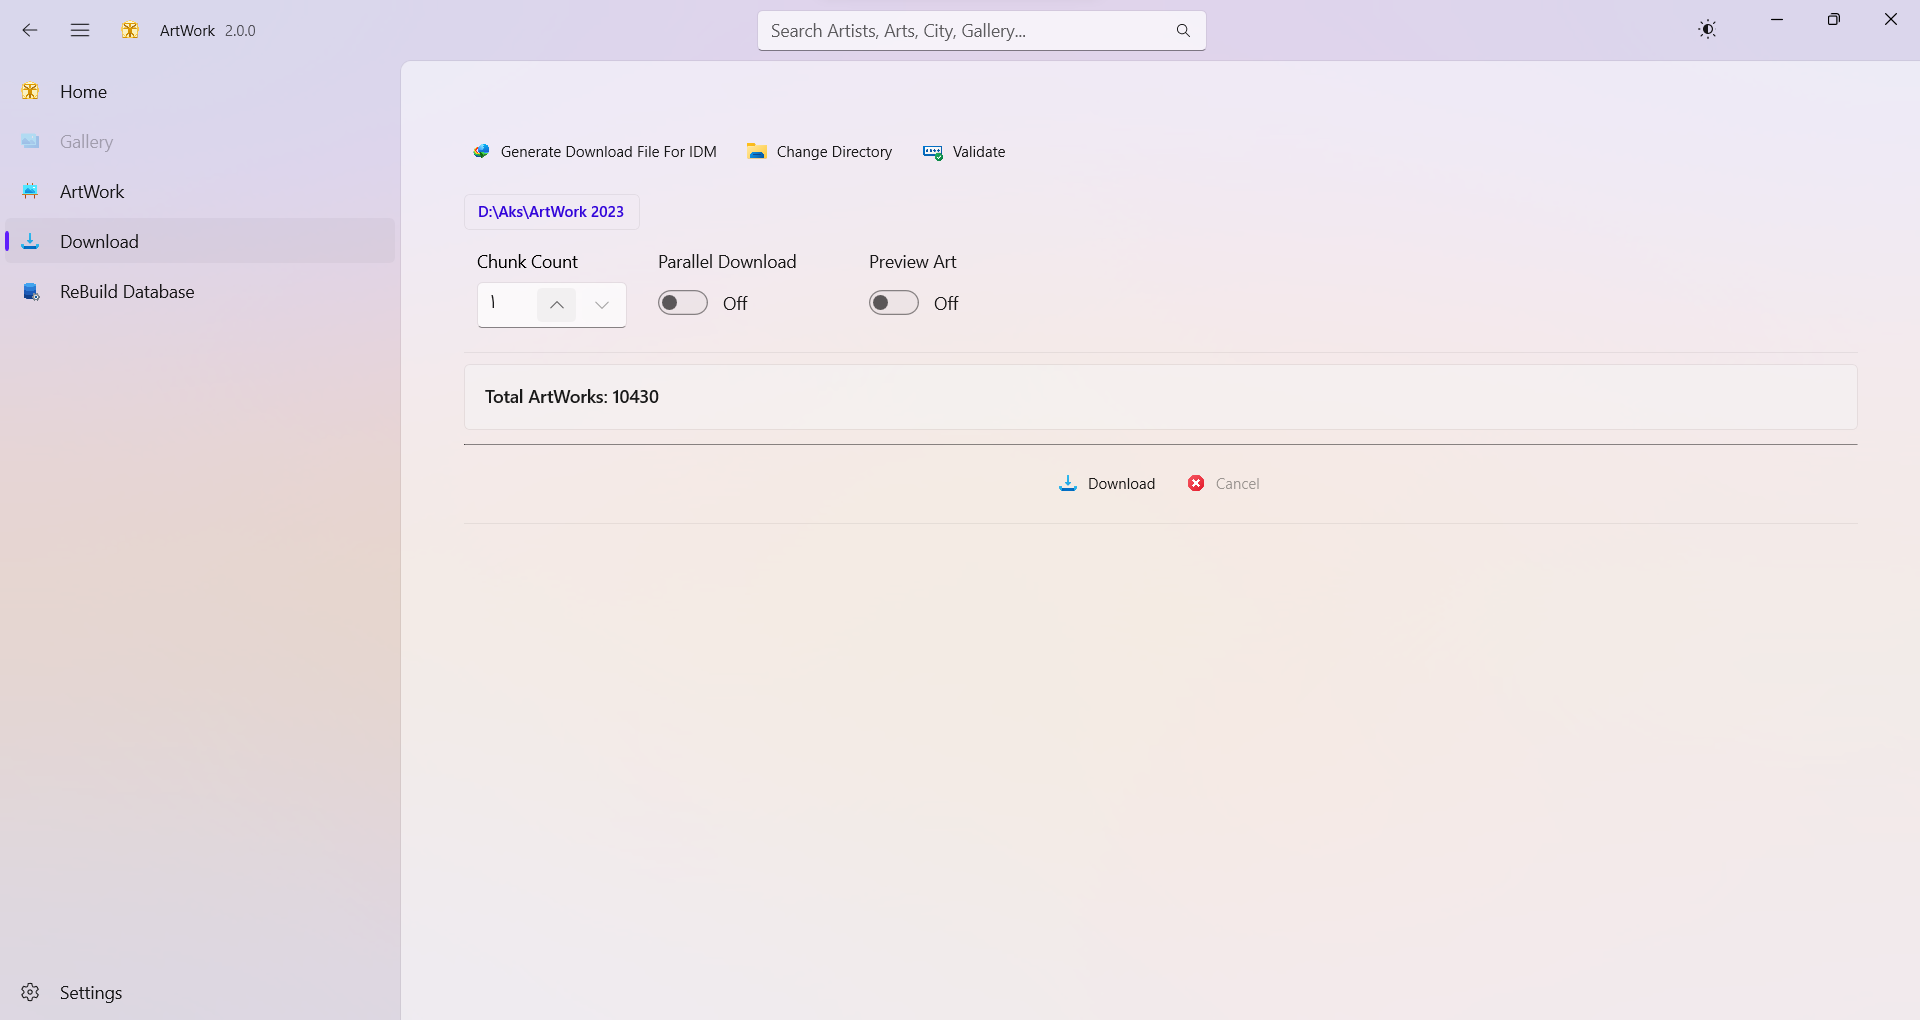 ArtWork 2.0.0
Search Artists, Arts, City, Gallery...
Home
Gallery
ArtWork
Download
ReBuild Database
Settings
Generate Download File For IDM Change Directory Validate
D:\Aks\ArtWork 2023
Chunk Count Parallel Download Preview Art
۱ Off Off
Total ArtWorks: 10430
Download Cancel